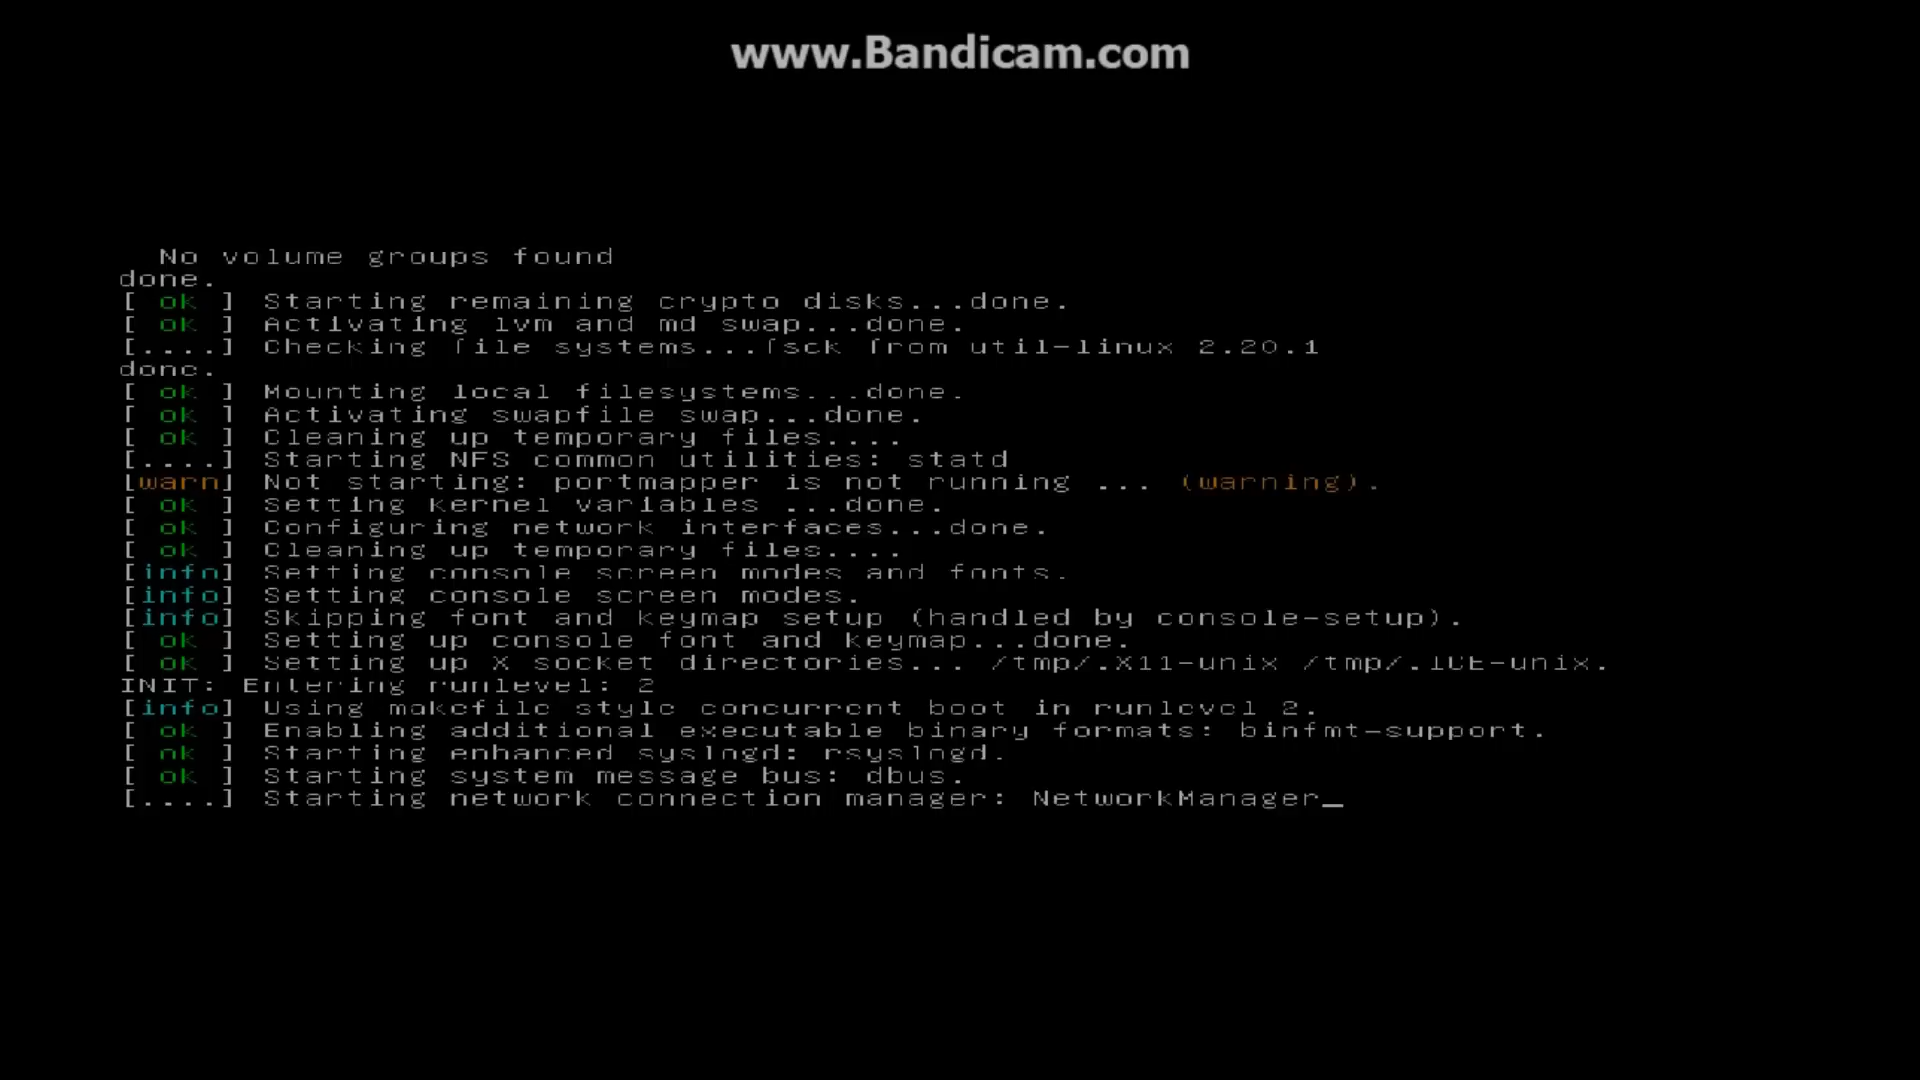 www.Bandicam.com
No volume groups found
done.
[ ok ] Starting remaining crypto disks...done.
[ ok ] Activating lvm and md swap...done.
[....] Checking file systems...fsck from util-linux 2.20.1
done.
[ ok ] Mounting local filesystems...done.
[ ok ] Activating swapfile swap...done.
[ ok ] Cleaning up temporary files....
[....] Starting NFS common utilities: statd
[warn] Not starting: portmapper is not running ... (warning).
[ ok ] Setting kernel variables ...done.
[ ok ] Configuring network interfaces...done.
[ ok ] Cleaning up temporary files....
[info] Setting console screen modes and fonts.
[info] Setting console screen modes.
[info] Skipping font and keymap setup (handled by console-setup).
[ ok ] Setting up console font and keymap...done.
[ ok ] Setting up X socket directories... /tmp/.X11-unix /tmp/.ICE-unix.
INIT: Entering runlevel: 2
[info] Using makefile style concurrent boot in runlevel 2.
[ ok ] Enabling additional executable binary formats: binfmt-support.
[ ok ] Starting enhanced syslogd: rsyslogd.
[ ok ] Starting system message bus: dbus.
[....] Starting network connection manager: NetworkManager_